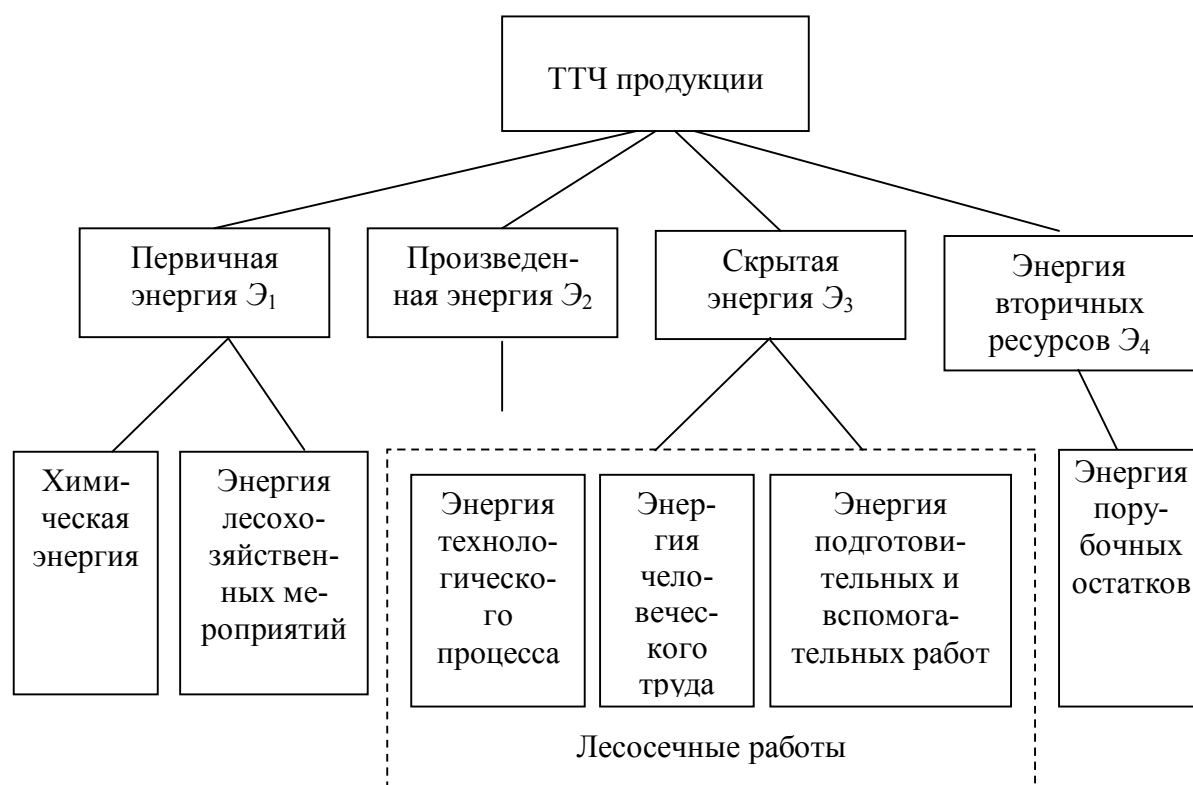 ТТЧ продукции
Первичная
энергия Э₁
Произведен-
ная энергия Э₂
Скрытая
энергия Э₃
Энергия
вторичных
ресурсов Э₄
Хими-
ческая
энергия
Энергия
лесохо-
зяйствен-
ных ме-
роприятий
Энергия
техноло-
гическо-
го
процесса
Энер-
гия
чело-
вечес-
кого
труда
Энергия
подготови-
тельных и
вспомога-
тельных работ
Энергия
пору-
бочных
остатков
Лесосечные работы